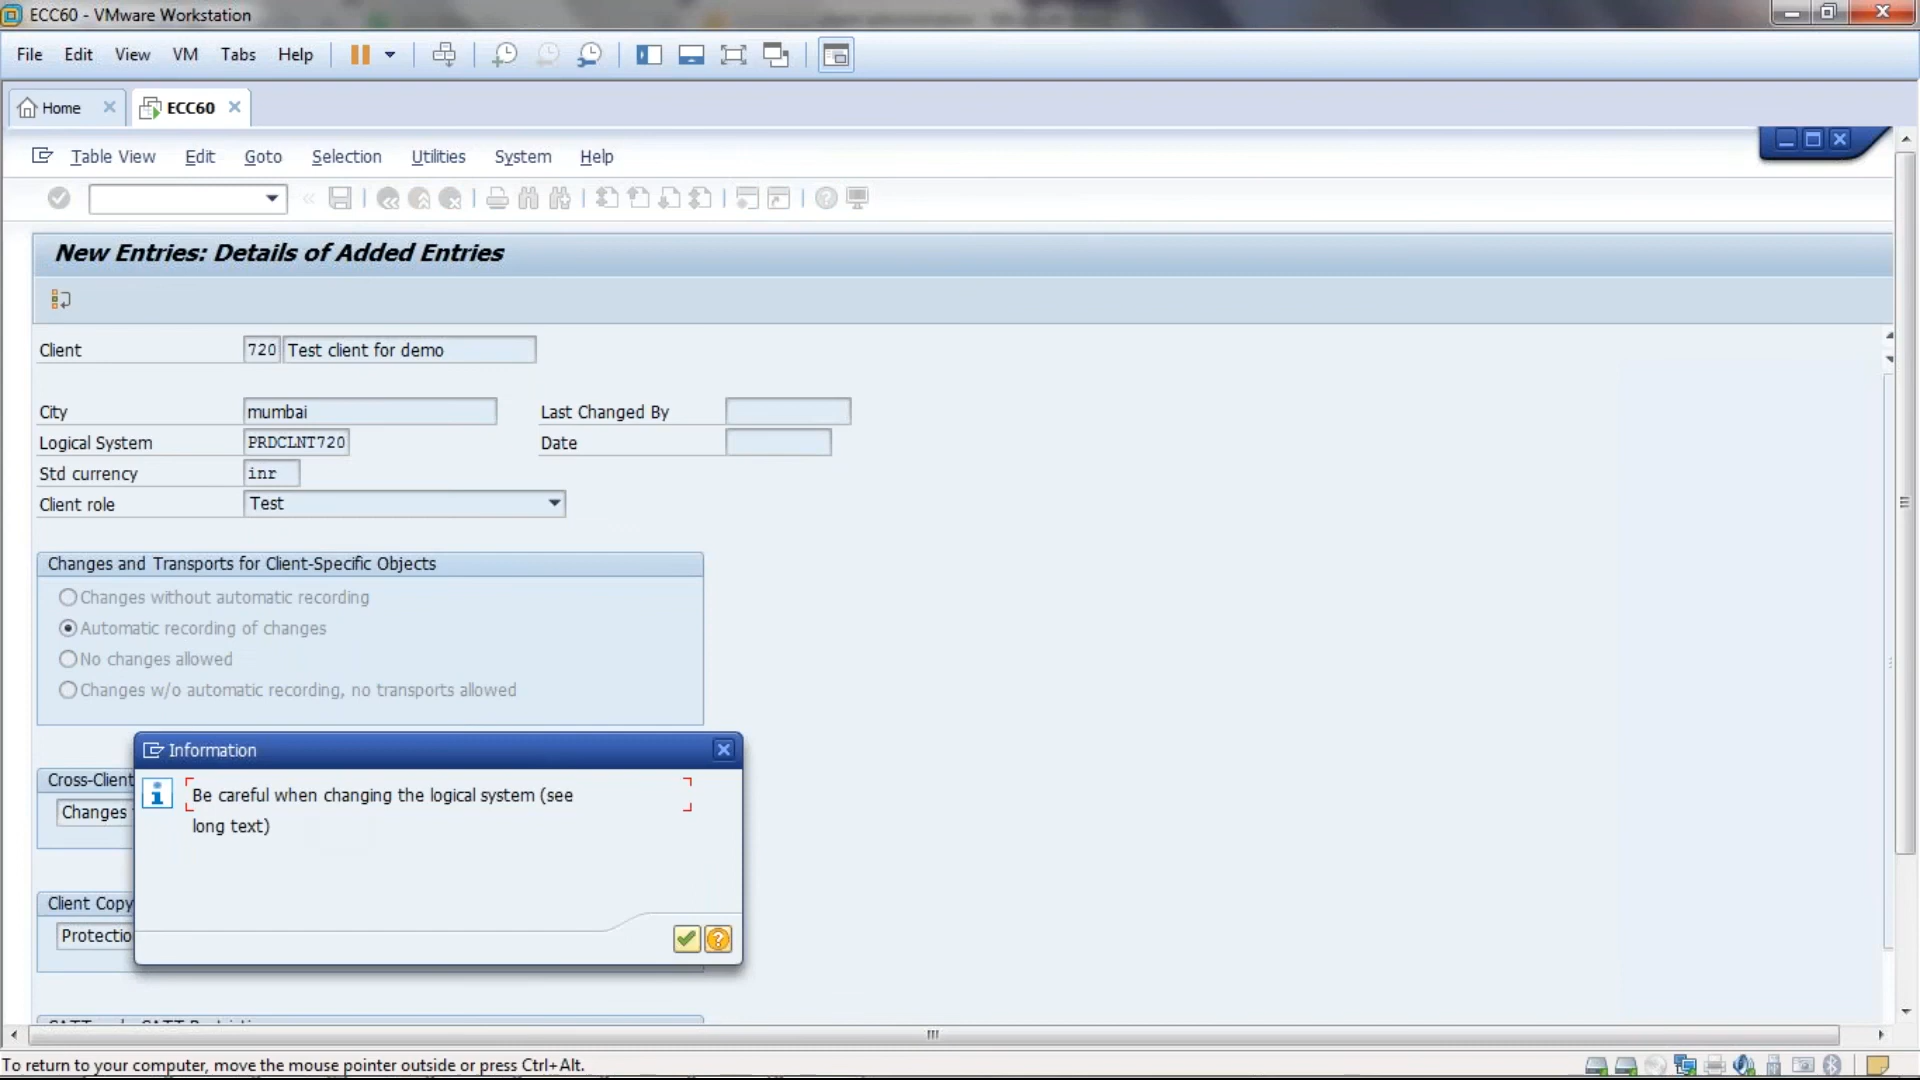 ECC60 - VMware Workstation
File Edit View VM Tabs Help
Home ECC60
Table View Edit Goto Selection Utilities System Help
New Entries: Details of Added Entries
Client 720 Test client for demo
City mumbai Last Changed By
Logical System PRDCLNT720 Date
Std currency inr
Client role Test
Changes and Transports for Client-Specific Objects
Changes without automatic recording
Automatic recording of changes
No changes allowed
Changes w/o automatic recording, no transports allowed
Information
Cross-Client
Be careful when changing the logical system (see
Changes
long text)
Client Copy
Protectio
To return to your computer, move the mouse pointer outside or press Ctrl+Alt.